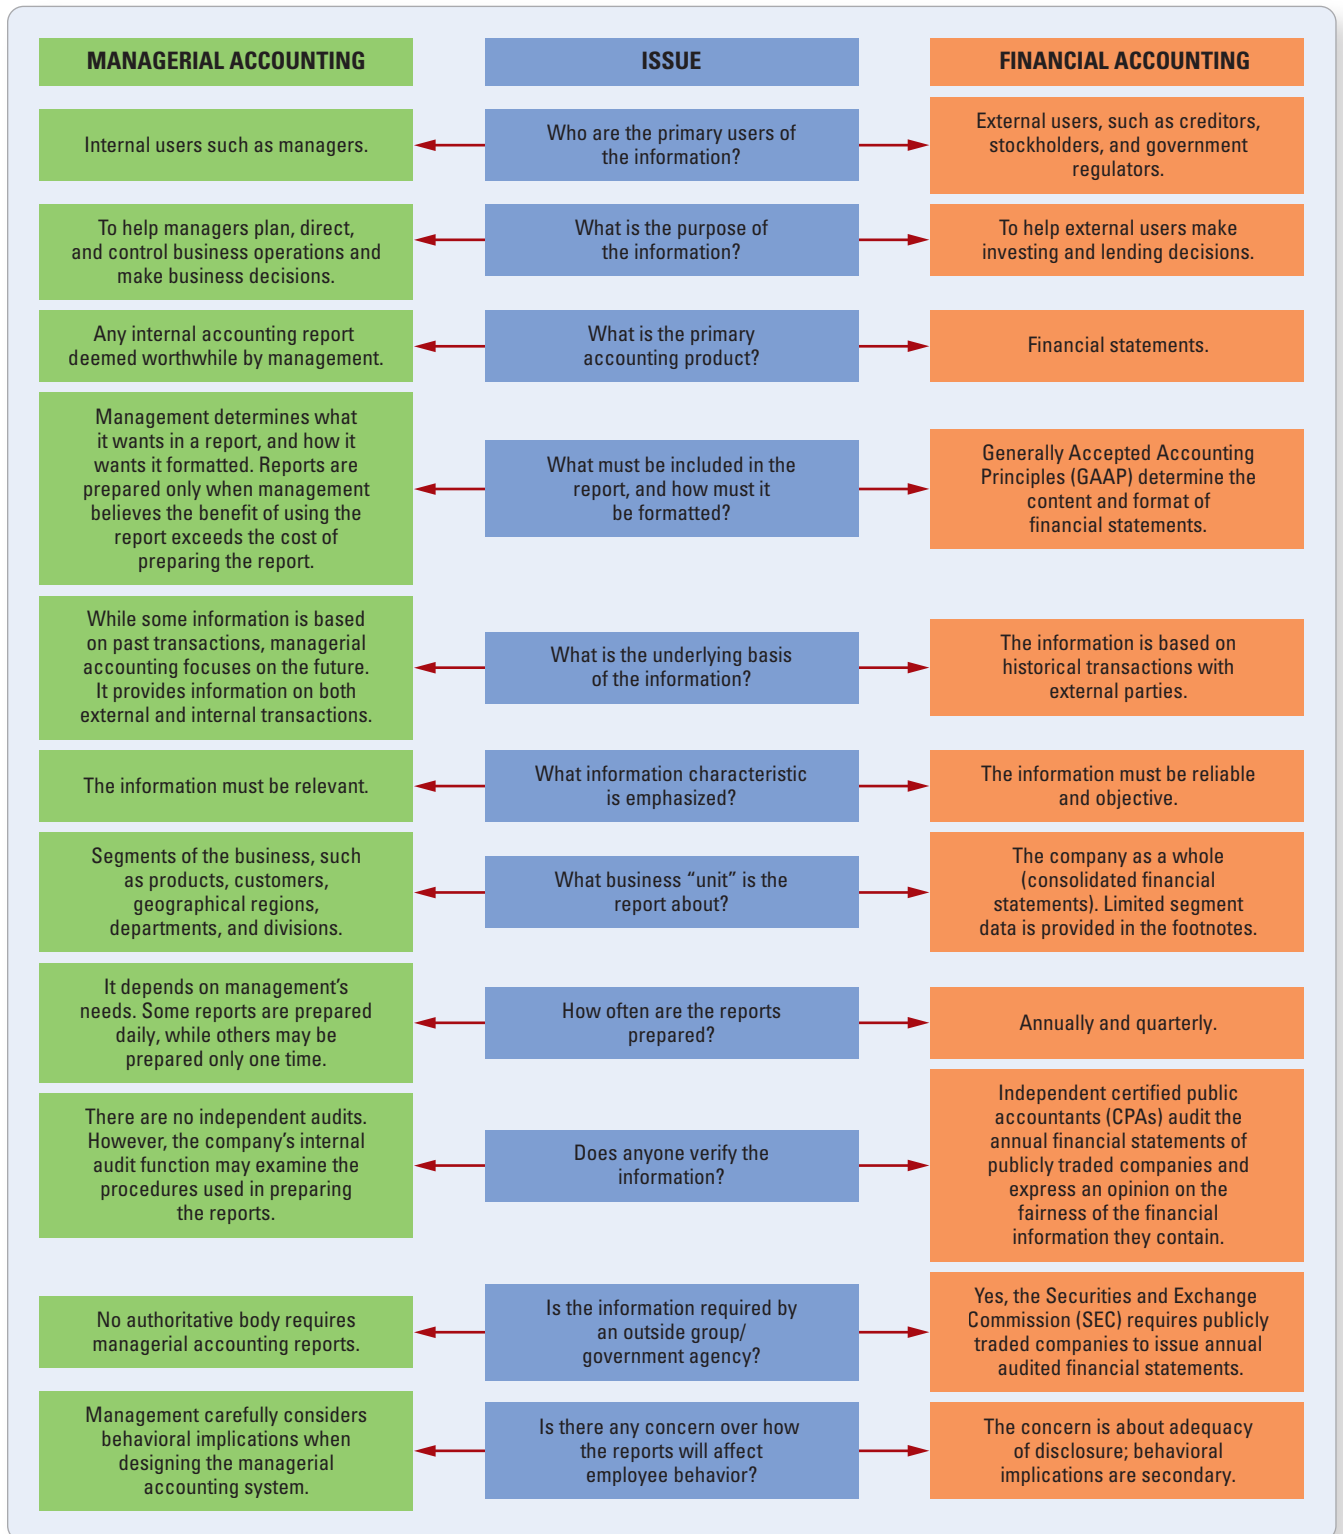 MANAGERIAL ACCOUNTING
ISSUE
FINANCIAL ACCOUNTING
Internal users such as managers.
Who are the primary users of
the information?
External users, such as creditors,
stockholders, and government
regulators.
To help managers plan, direct,
and control business operations and
make business decisions.
What is the purpose of
the information?
To help external users make
investing and lending decisions.
Any internal accounting report
deemed worthwhile by management.
What is the primary
accounting product?
Financial statements.
Management determines what
it wants in a report, and how it
wants it formatted. Reports are
prepared only when management
believes the benefit of using the
report exceeds the cost of
preparing the report.
What must be included in the
report, and how must it
be formatted?
Generally Accepted Accounting
Principles (GAAP) determine the
content and format of
financial statements.
While some information is based
on past transactions, managerial
accounting focuses on the future.
It provides information on both
external and internal transactions.
What is the underlying basis
of the information?
The information is based on
historical transactions with
external parties.
The information must be relevant.
What information characteristic
is emphasized?
The information must be reliable
and objective.
Segments of the business, such
as products, customers,
geographical regions,
departments, and divisions.
What business “unit” is the
report about?
The company as a whole
(consolidated financial
statements). Limited segment
data is provided in the footnotes.
It depends on management’s
needs. Some reports are prepared
daily, while others may be
prepared only one time.
How often are the reports
prepared?
Annually and quarterly.
There are no independent audits.
However, the company’s internal
audit function may examine the
procedures used in preparing
the reports.
Does anyone verify the
information?
Independent certified public
accountants (CPAs) audit the
annual financial statements of
publicly traded companies and
express an opinion on the
fairness of the financial
information they contain.
No authoritative body requires
managerial accounting reports.
Is the information required by
an outside group/
government agency?
Yes, the Securities and Exchange
Commission (SEC) requires publicly
traded companies to issue annual
audited financial statements.
Management carefully considers
behavioral implications when
designing the managerial
accounting system.
Is there any concern over how
the reports will affect
employee behavior?
The concern is about adequacy
of disclosure; behavioral
implications are secondary.